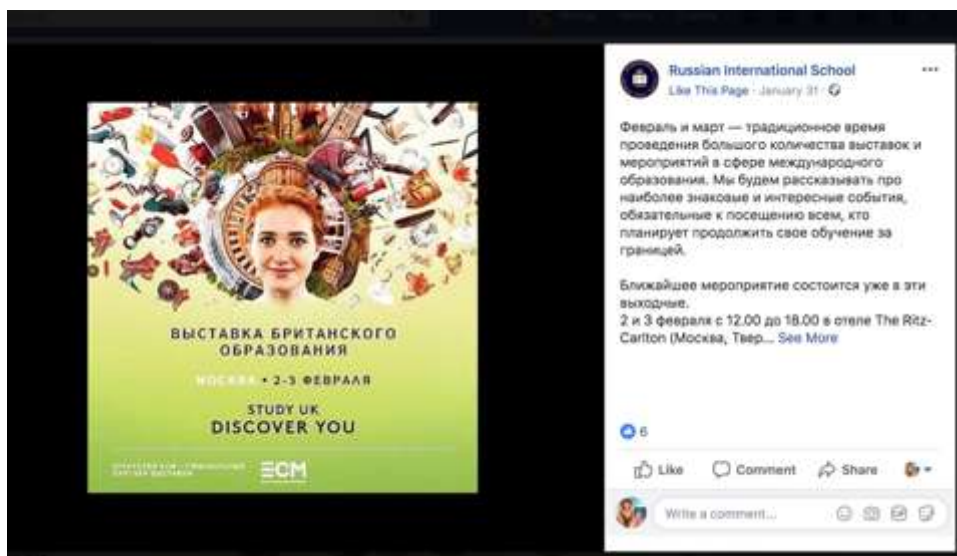 ВЫСТАВКА БРИТАНСКОГО
ОБРАЗОВАНИЯ
МОСКВА • 2-3 ФЕВРАЛЯ
STUDY UK
DISCOVER YOU
ECM
Russian International School
Like This Page · January 31 ·
Февраль и март — традиционное время
проведения большого количества выставок и
мероприятий в сфере международного
образования. Мы будем рассказывать про
наиболее знаковые и интересные события,
обязательные к посещению всем, кто
планирует продолжить свое обучение за
границей.
Ближайшее мероприятие состоится уже в эти
выходные.
2 и 3 февраля с 12.00 до 18.00 в отеле The Ritz-
Carlton (Москва, Твер... See More
6
Like Comment Share
Write a comment...